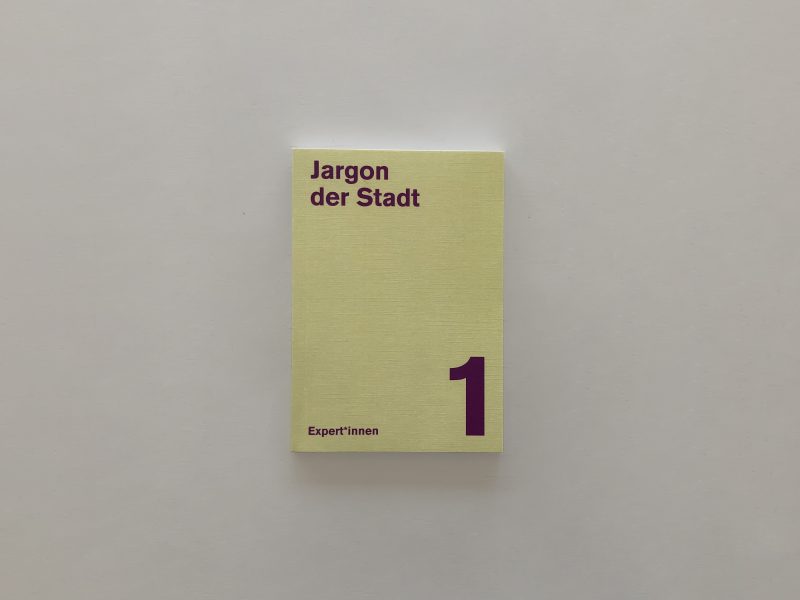 Jargon
der Stadt
1
Expert*innen